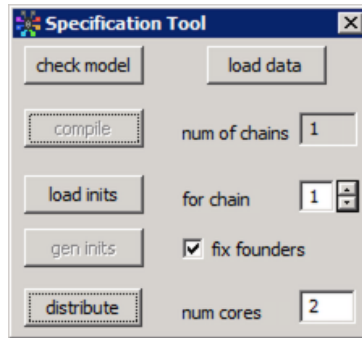 Specification Tool
check model load data
compile num of chains 1
load inits for chain 1
gen inits fix founders
distribute num cores 2